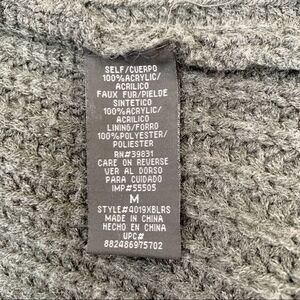 SELF/CUERPO
100%ACRYLIC/
ACRILICO
FAUX FUR/PIELDE
SINTETICO
100%ACRYLIC/
ACRILICO
LINING/FORRO
100%POLYESTER/
POLIESTER
RN#39831
CARE ON REVERSE
VER AL DORSO
PARA CUIDADO
IMP#55505
M
STYLE#4019XBLRS
MADE IN CHINA
HECHO EN CHINA
UPC#
882486975702